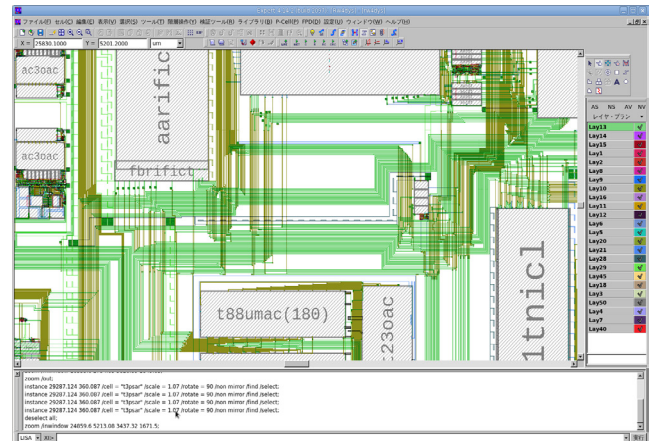 ファイル(F) セル(C) 編集(E) 表示(V) 選択(S) ツール(T) 階層操作(Y) 検証ツール(B) ライブラリ(B) P-Cell(P) FPD(D) 設定(U) ウィンドウ(W) ヘルプ(H)
X = 25830.1000 Y = 5201.2000 um
ac3oac
aarific
ac3oac
fbrifict
t88umac(180)
t23oac
1tnicl
AS NS AV NV
レイヤ・プラン
Lay13
Lay14
Lay15
Lay1
Lay2
Lay8
Lay9
Lay10
Lay16
Lay11
Lay12
Lay6
Lay5
Lay20
Lay21
Lay28
Lay29
Lay45
Lay18
Lay3
Lay50
Lay4
Lay7
Lay40
zoom /out;
instance 29287.124 360.087 /cell = "t3psar" /scale = 1.07 /rotate = 90 /non mirror /find /select;
instance 29287.124 360.087 /cell = "t3psar" /scale = 1.07 /rotate = 90 /non mirror /find /select;
instance 29287.124 360.087 /cell = "t3psar" /scale = 1.07 /rotate = 90 /non mirror /find /select;
instance 29287.124 360.087 /cell = "t3psar" /scale = 1.07 /rotate = 90 /non mirror /find /select;
deselect all;
zoom /inwindow 24059.6 5213.08 3437.32 1671.5;
LISA XI>
実行